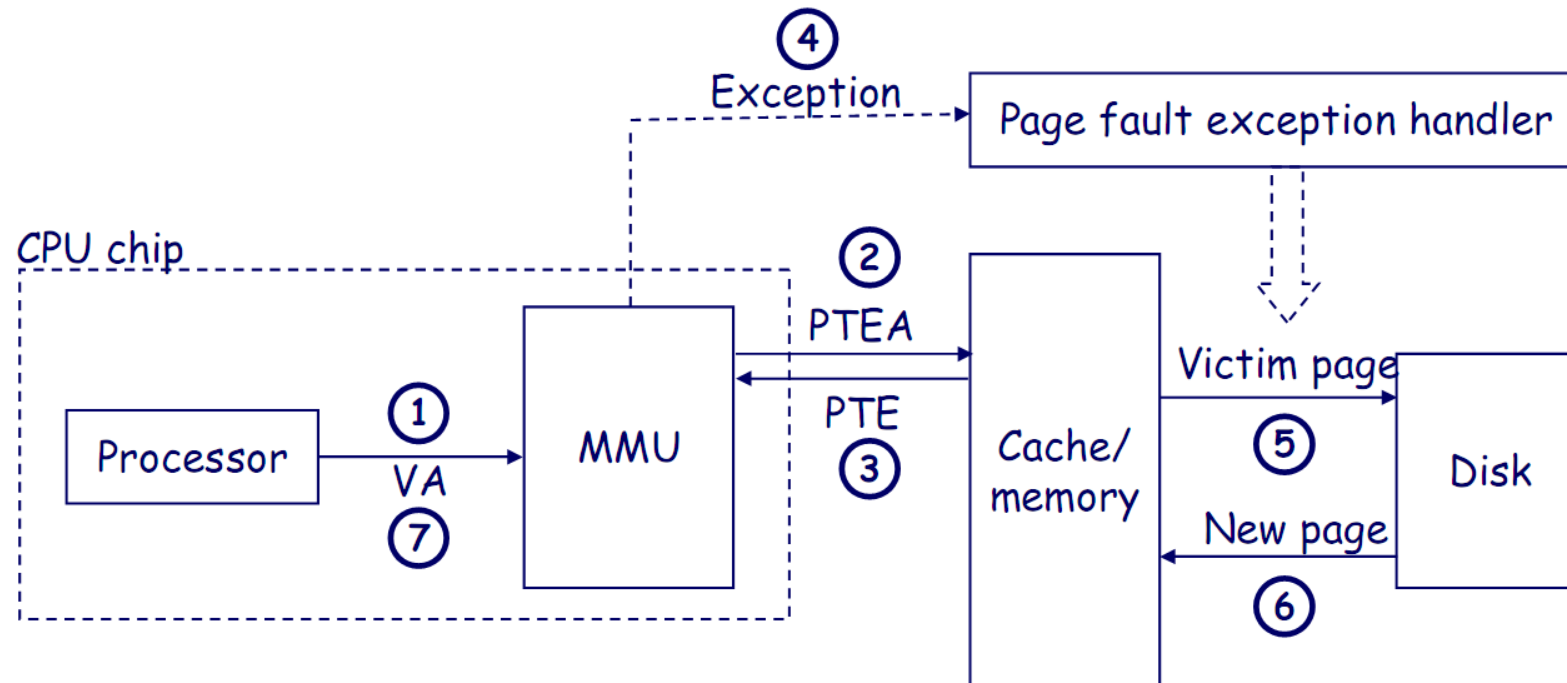 4
Exception
Page fault exception handler
CPU chip
2
PTEA
Victim page
1
Processor
VA
7
MMU
PTE
3
Cache/
memory
5
Disk
New page
6